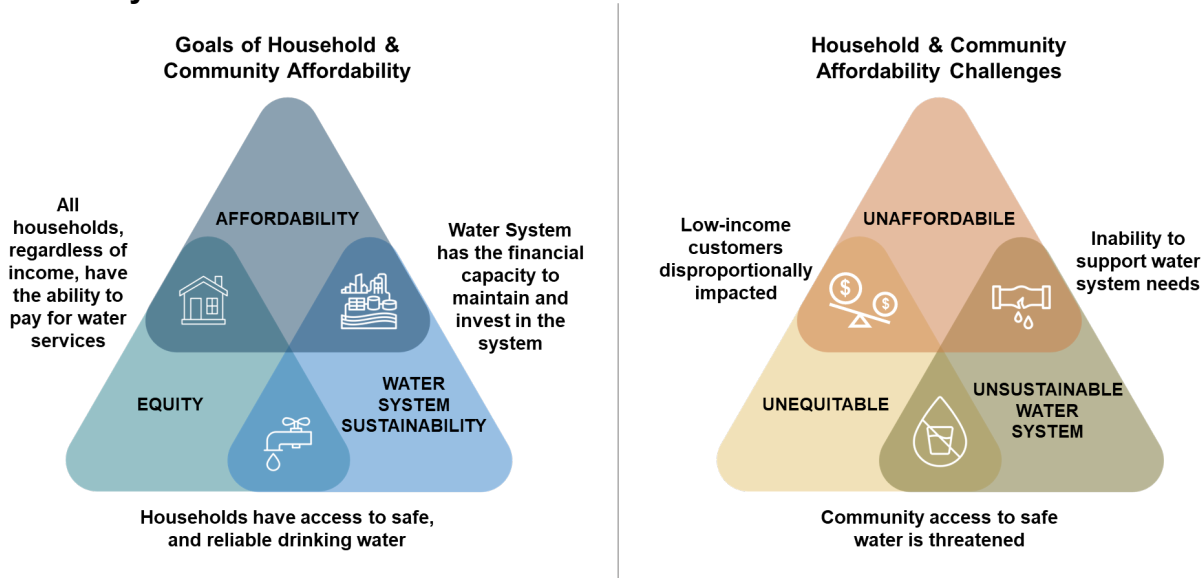 Goals of Household &
Community Affordability
All
households,
regardless of
income, have
the ability to
pay for water
services
AFFORDABILITY
Water System
has the financial
capacity to
maintain and
invest in the
system
EQUITY
WATER
SYSTEM
SUSTAINABILITY
Households have access to safe,
and reliable drinking water
Household & Community
Affordability Challenges
Low-income
customers
disproportionally
impacted
UNAFFORDABILE
$
$
Inability to
support water
system needs
UNEQUITABLE
UNSUSTAINABLE
WATER
SYSTEM
Community access to safe
water is threatened